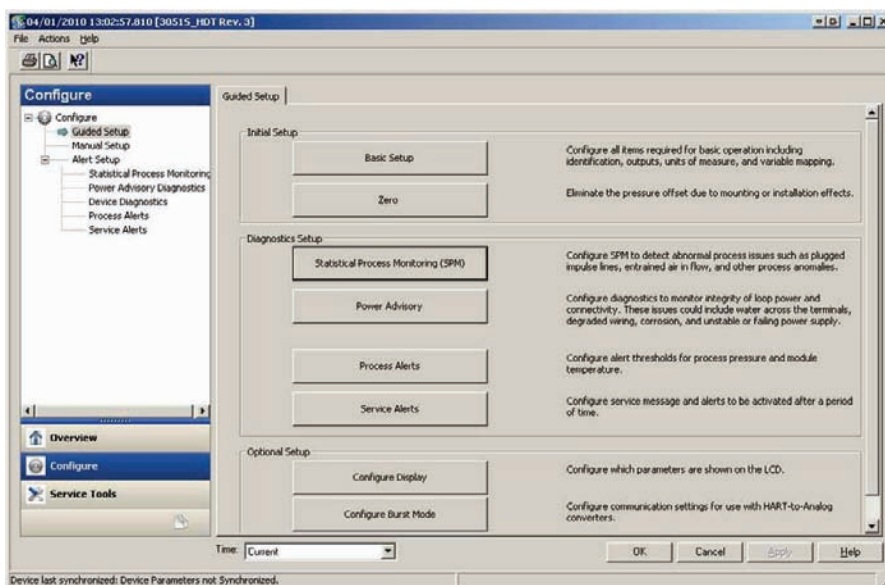 04/01/2010 13:02:57.810 [3051S_HDT Rev. 3]
File Actions Help
Configure
Configure
Guided Setup
Manual Setup
Alert Setup
Statistical Process Monitoring
Power Advisory Diagnostics
Device Diagnostics
Process Alerts
Service Alerts
Overview
Configure
Service Tools
Guided Setup
Initial Setup
Basic Setup
Configure all items required for basic operation including
identification, outputs, units of measure, and variable mapping.
Zero
Eliminate the pressure offset due to mounting or installation effects.
Diagnostics Setup
Statistical Process Monitoring (SPM)
Configure SPM to detect abnormal process issues such as plugged
impulse lines, entrained air in flow, and other process anomalies.
Power Advisory
Configure diagnostics to monitor integrity of loop power and
connectivity. These issues could include water across the terminals,
degraded wiring, corrosion, and unstable or failing power supply.
Process Alerts
Configure alert thresholds for process pressure and module
temperature.
Service Alerts
Configure service message and alerts to be activated after a period
of time.
Optional Setup
Configure Display
Configure which parameters are shown on the LCD.
Configure Burst Mode
Configure communication settings for use with HART-to-Analog
converters.
Time: Current
OK Cancel Apply Help
Device last synchronized: Device Parameters not Synchronized.